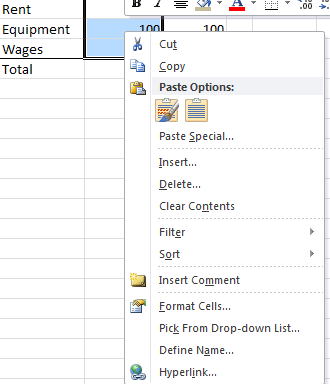 Rent
Equipment 100 100
Wages
Total
Cut
Copy
Paste Options:
Paste Special...
Insert...
Delete...
Clear Contents
Filter
Sort
Insert Comment
Format Cells...
Pick From Drop-down List...
Define Name...
Hyperlink...